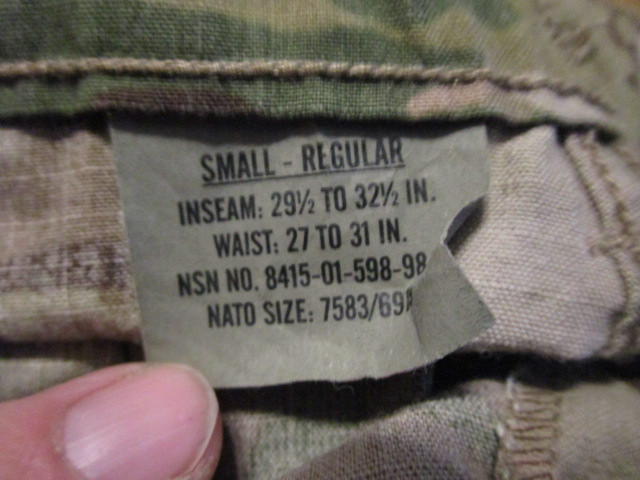 SMALL - REGULAR
INSEAM: 29½ TO 32½ IN.
WAIST: 27 TO 31 IN.
NSN NO. 8415-01-598-98
NATO SIZE: 7583/69